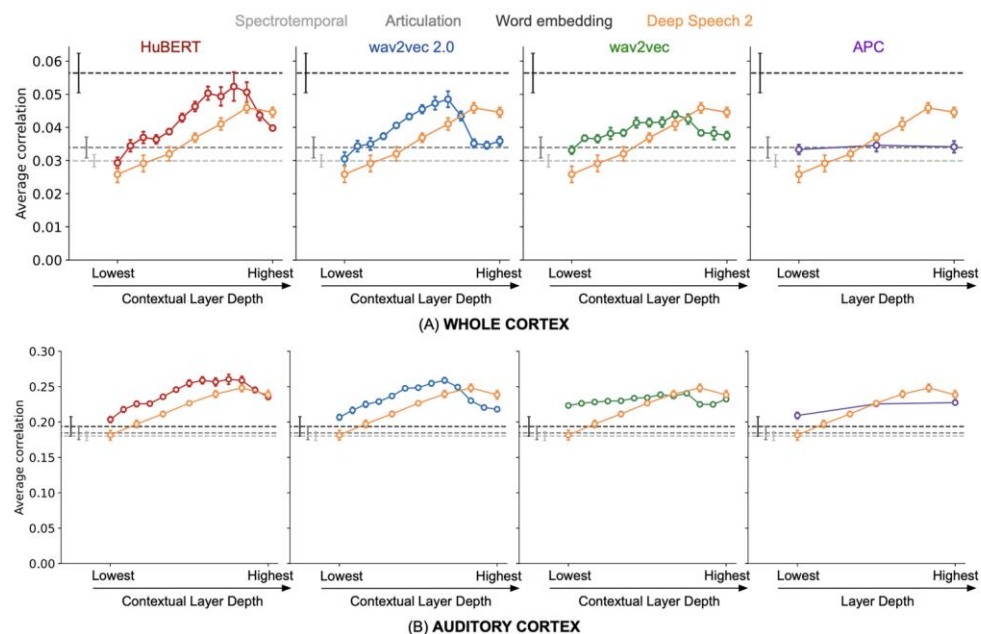 Spectrotemporal Articulation Word embedding Deep Speech 2
HuBERT wav2vec 2.0 wav2vec APC
Average correlation
0.06
0.05
0.04
0.03
0.02
0.01
0.00
Lowest Highest Lowest Highest Lowest Highest Lowest Highest
Contextual Layer Depth Contextual Layer Depth Contextual Layer Depth Layer Depth
(A) WHOLE CORTEX
Average correlation
0.30
0.25
0.20
0.15
0.10
0.05
0.00
Lowest Highest Lowest Highest Lowest Highest Lowest Highest
Contextual Layer Depth Contextual Layer Depth Contextual Layer Depth Layer Depth
(B) AUDITORY CORTEX